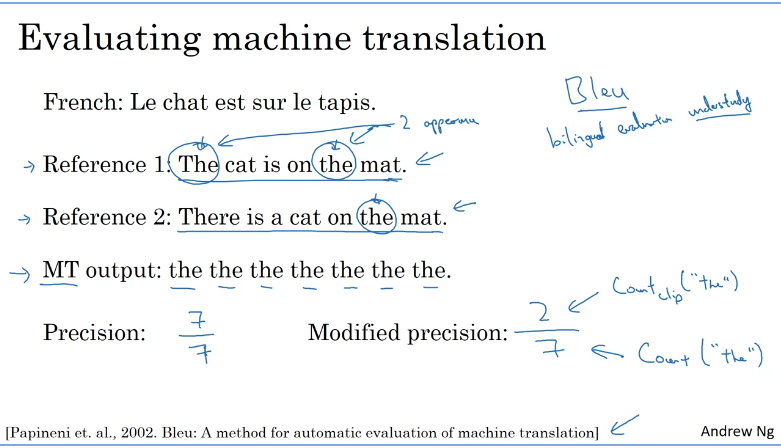 Evaluating machine translation
French: Le chat est sur le tapis.
Bleu
bilingual evaluation understudy
2 appearan
Reference 1: The cat is on the mat.
Reference 2: There is a cat on the mat.
MT output: the the the the the the the.
Precision: 7/7
Modified precision: 2/7
Count clip ("the")
Count ("the")
[Papineni et. al., 2002. Bleu: A method for automatic evaluation of machine translation]
Andrew Ng